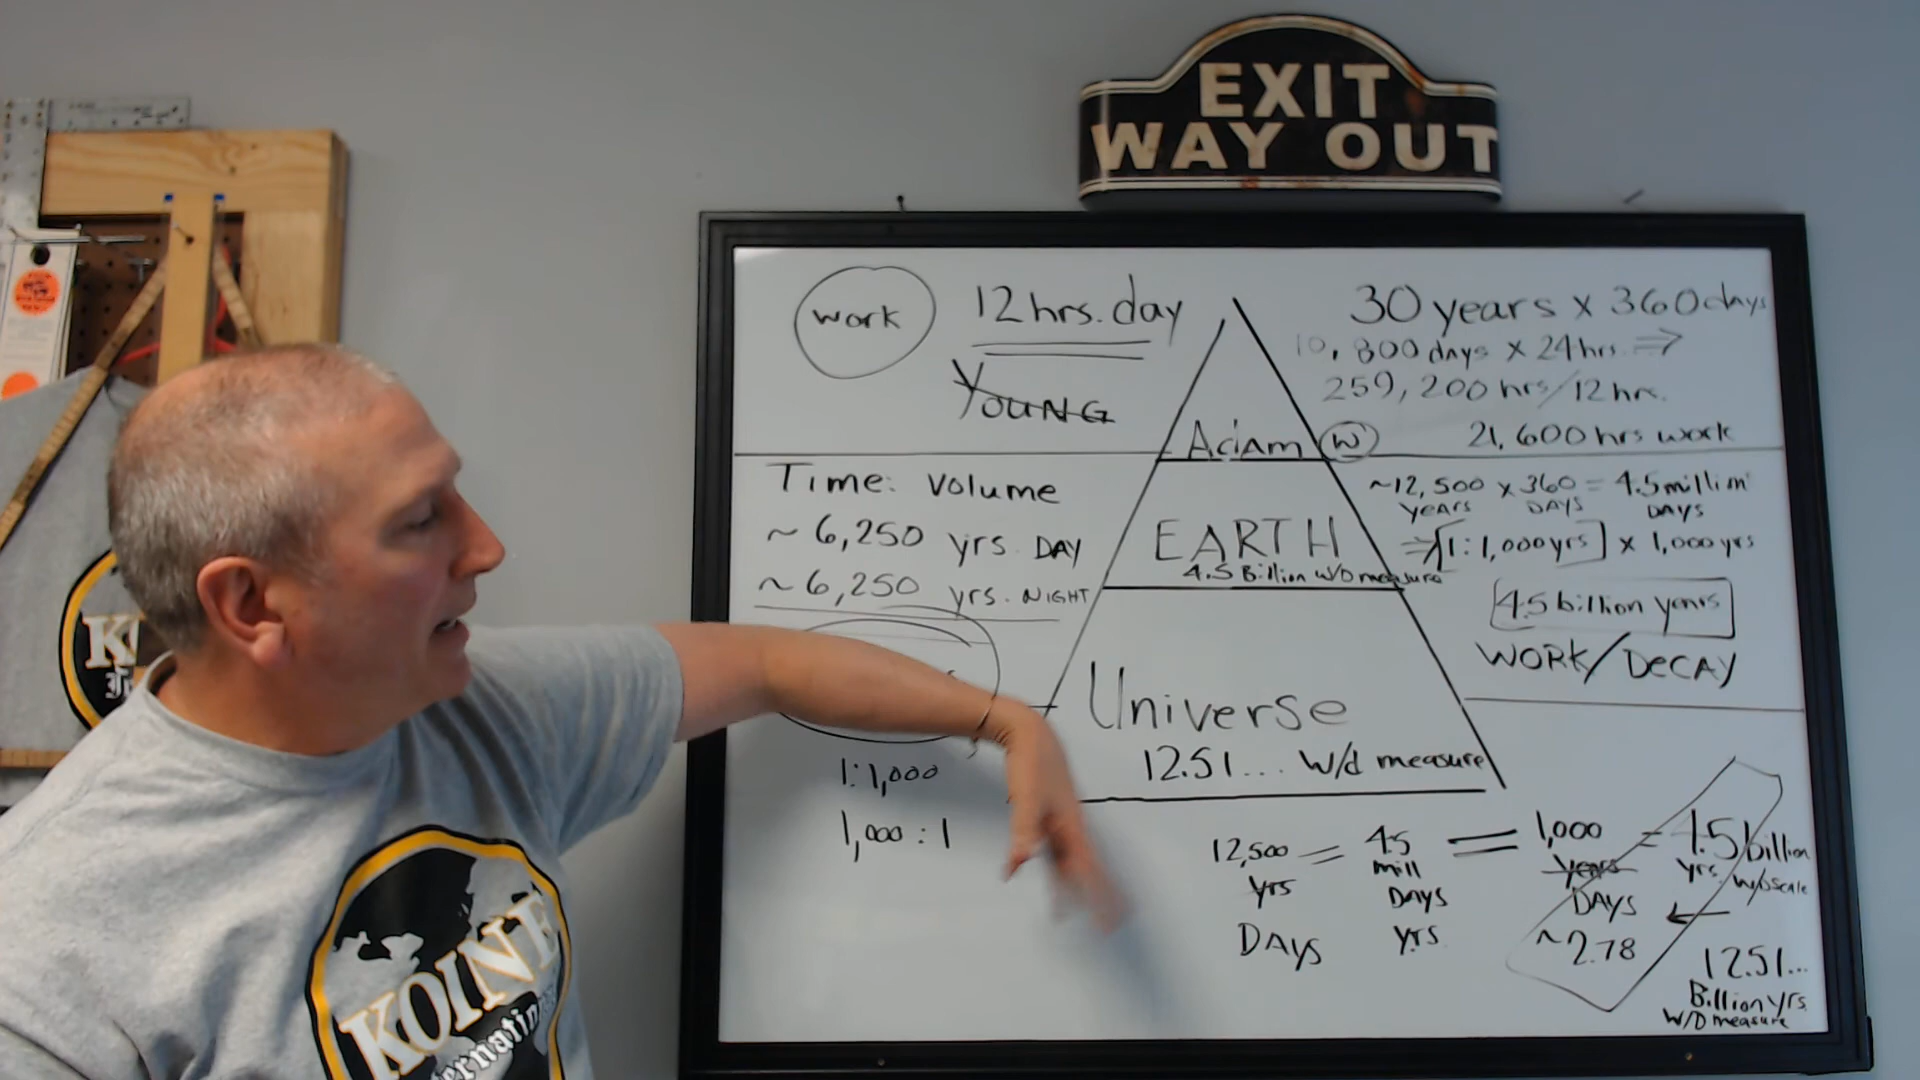 EXIT
WAY OUT
work
12 hrs. day
YOUNG
30 years x 360 days
10,800 days x 24 hrs ⇒
259,200 hrs/12 hr.
21,600 hrs work
Adam
W
Time: Volume
~ 6,250 yrs. DAY
~ 6,250 yrs. NIGHT
1:1,000
1,000:1
EARTH
4.5 Billion W/D measure
~12,500 x 360 = 4.5 million
years DAYS DAYS
⇒ [1:1,000 yrs] x 1,000 yrs
4.5 billion years
WORK/DECAY
Universe
12.51... W/d measure
12,500 = 4.5 = 1,000 = 4.5 billion
yrs mill years yrs. w/o scale
DAYS DAYS
DAYS yrs ~2.78
12.51...
Billion yrs.
W/D measure
KOINE